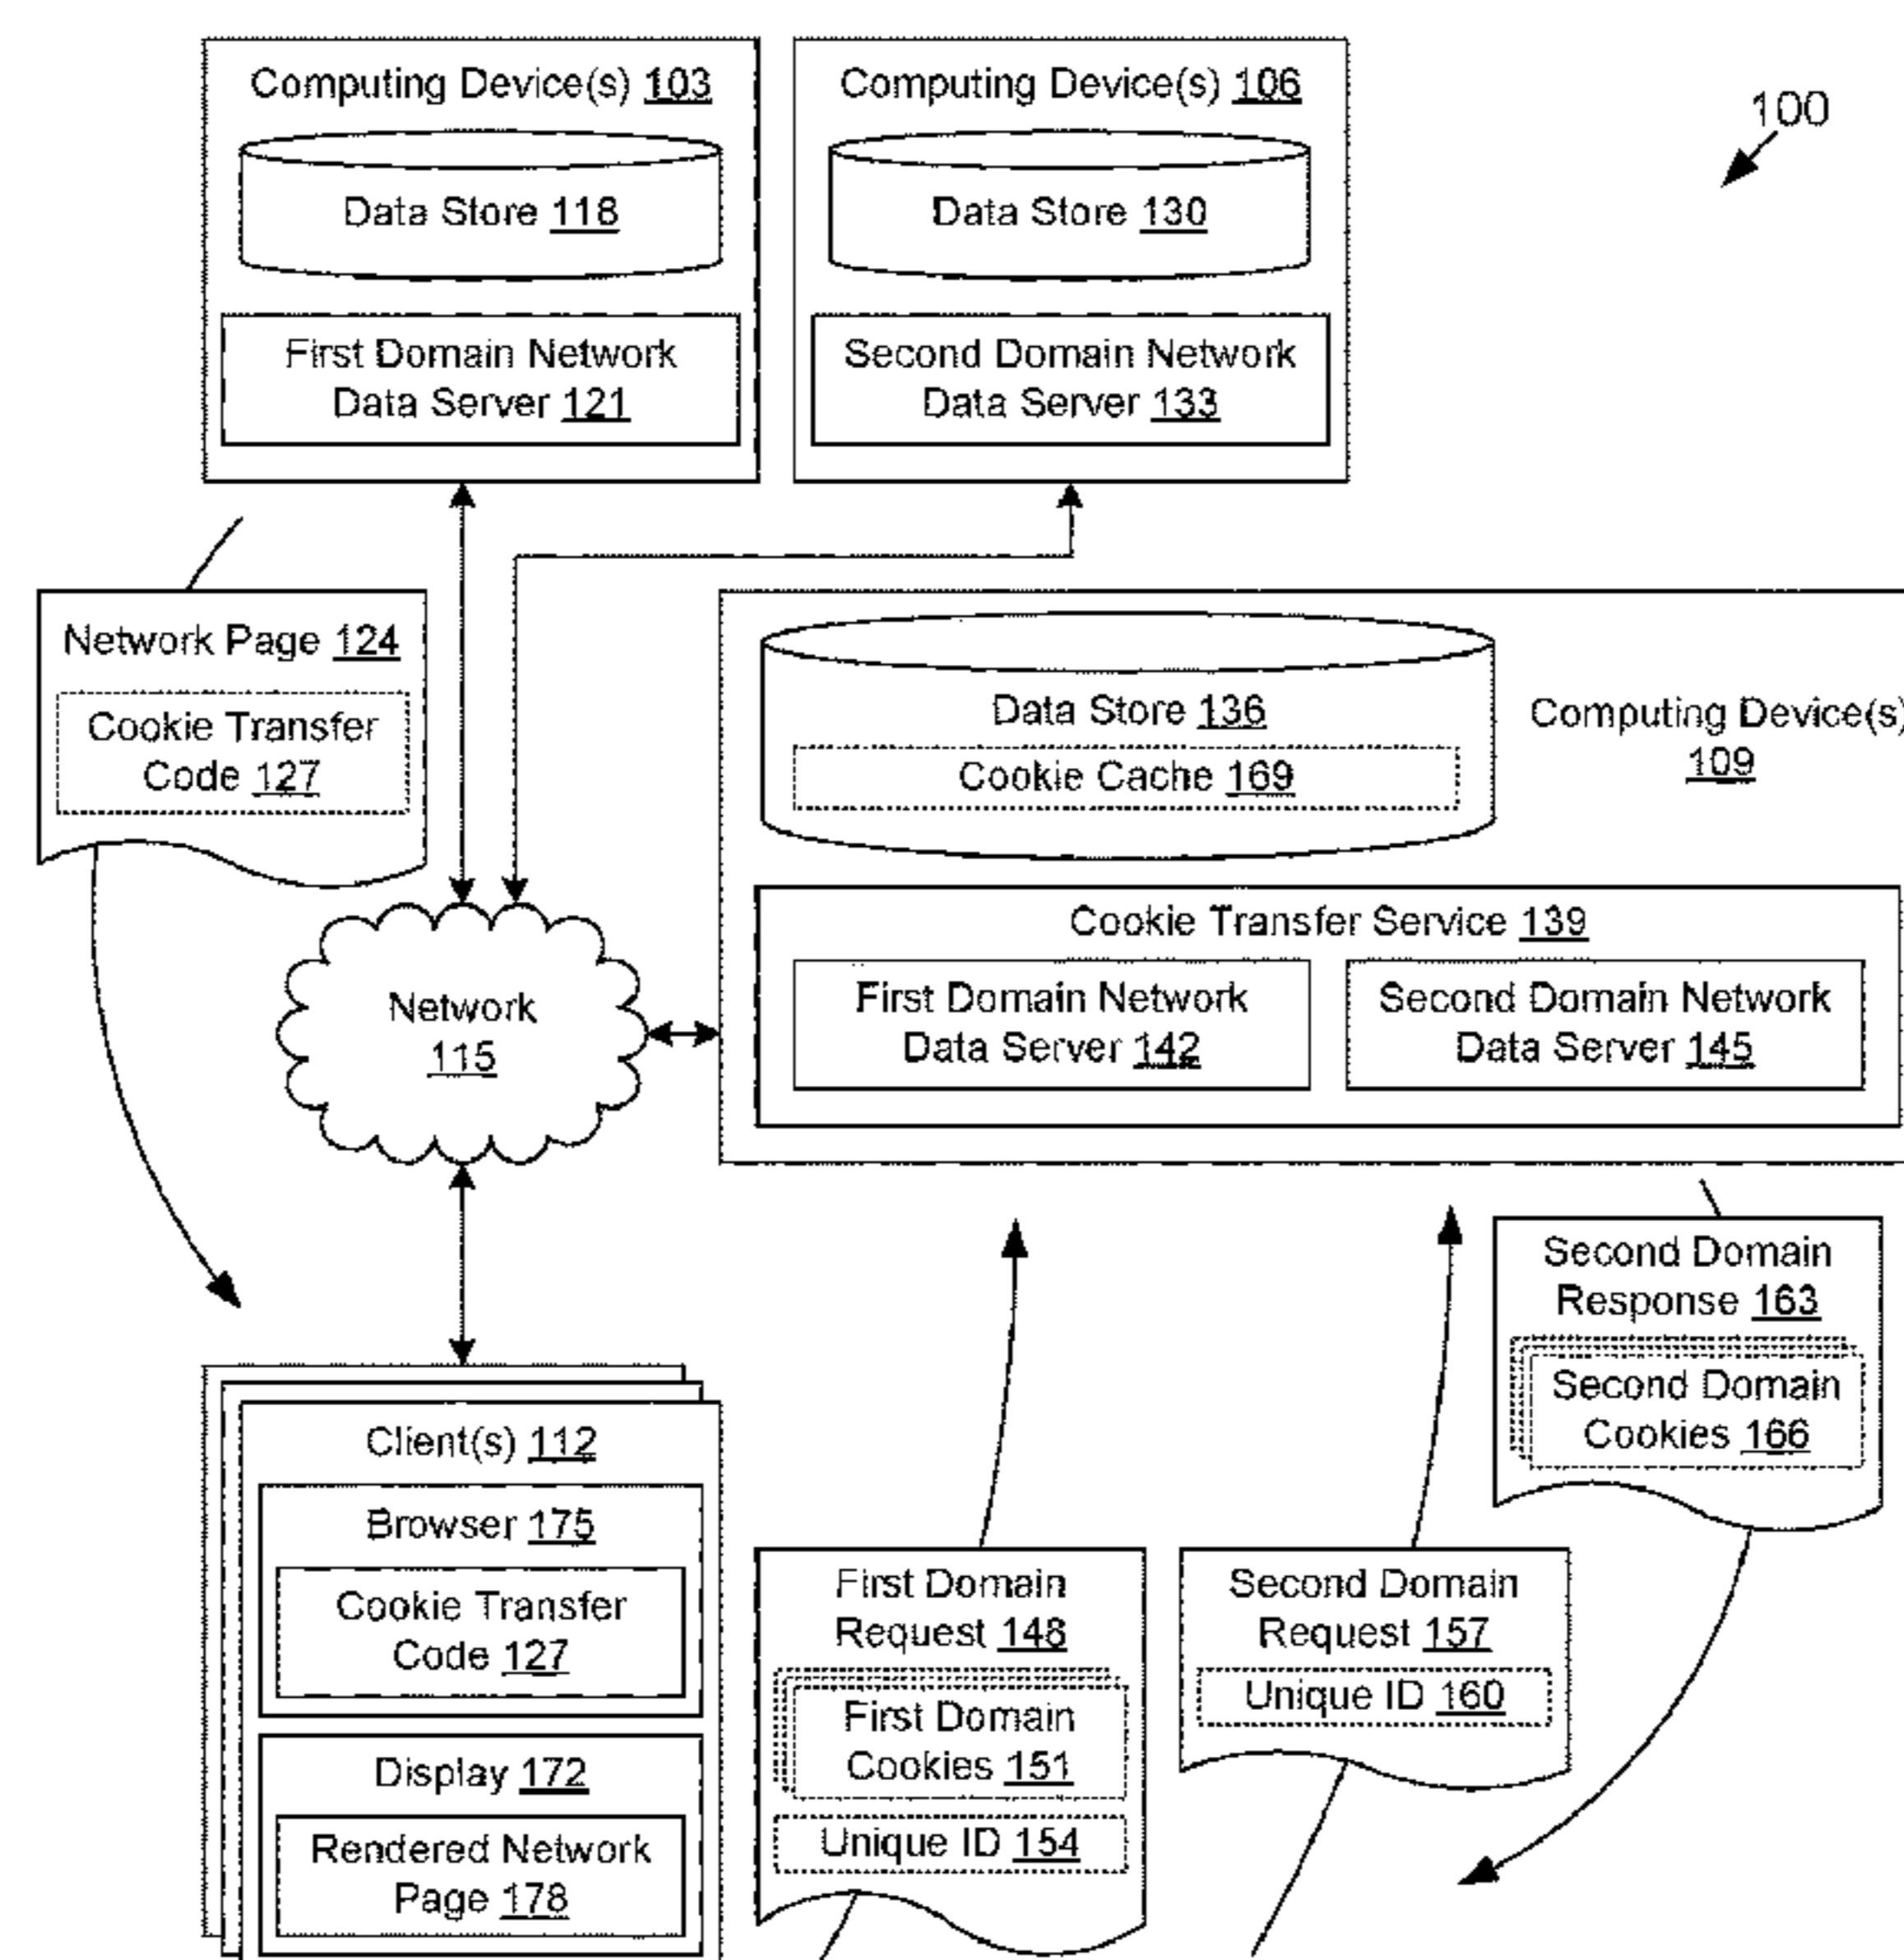 Computing Device(s) 103
Data Store 118
First Domain Network
Data Server 121
Computing Device(s) 106
Data Store 130
Second Domain Network
Data Server 133
100
Network Page 124
Cookie Transfer
Code 127
Data Store 136
Cookie Cache 169
Computing Device(s)
109
Cookie Transfer Service 139
First Domain Network
Data Server 142
Second Domain Network
Data Server 145
Network
115
Second Domain
Response 163
Second Domain
Cookies 166
Client(s) 112
Browser 175
Cookie Transfer
Code 127
Display 172
Rendered Network
Page 178
First Domain
Request 148
First Domain
Cookies 151
Unique ID 154
Second Domain
Request 157
Unique ID 160